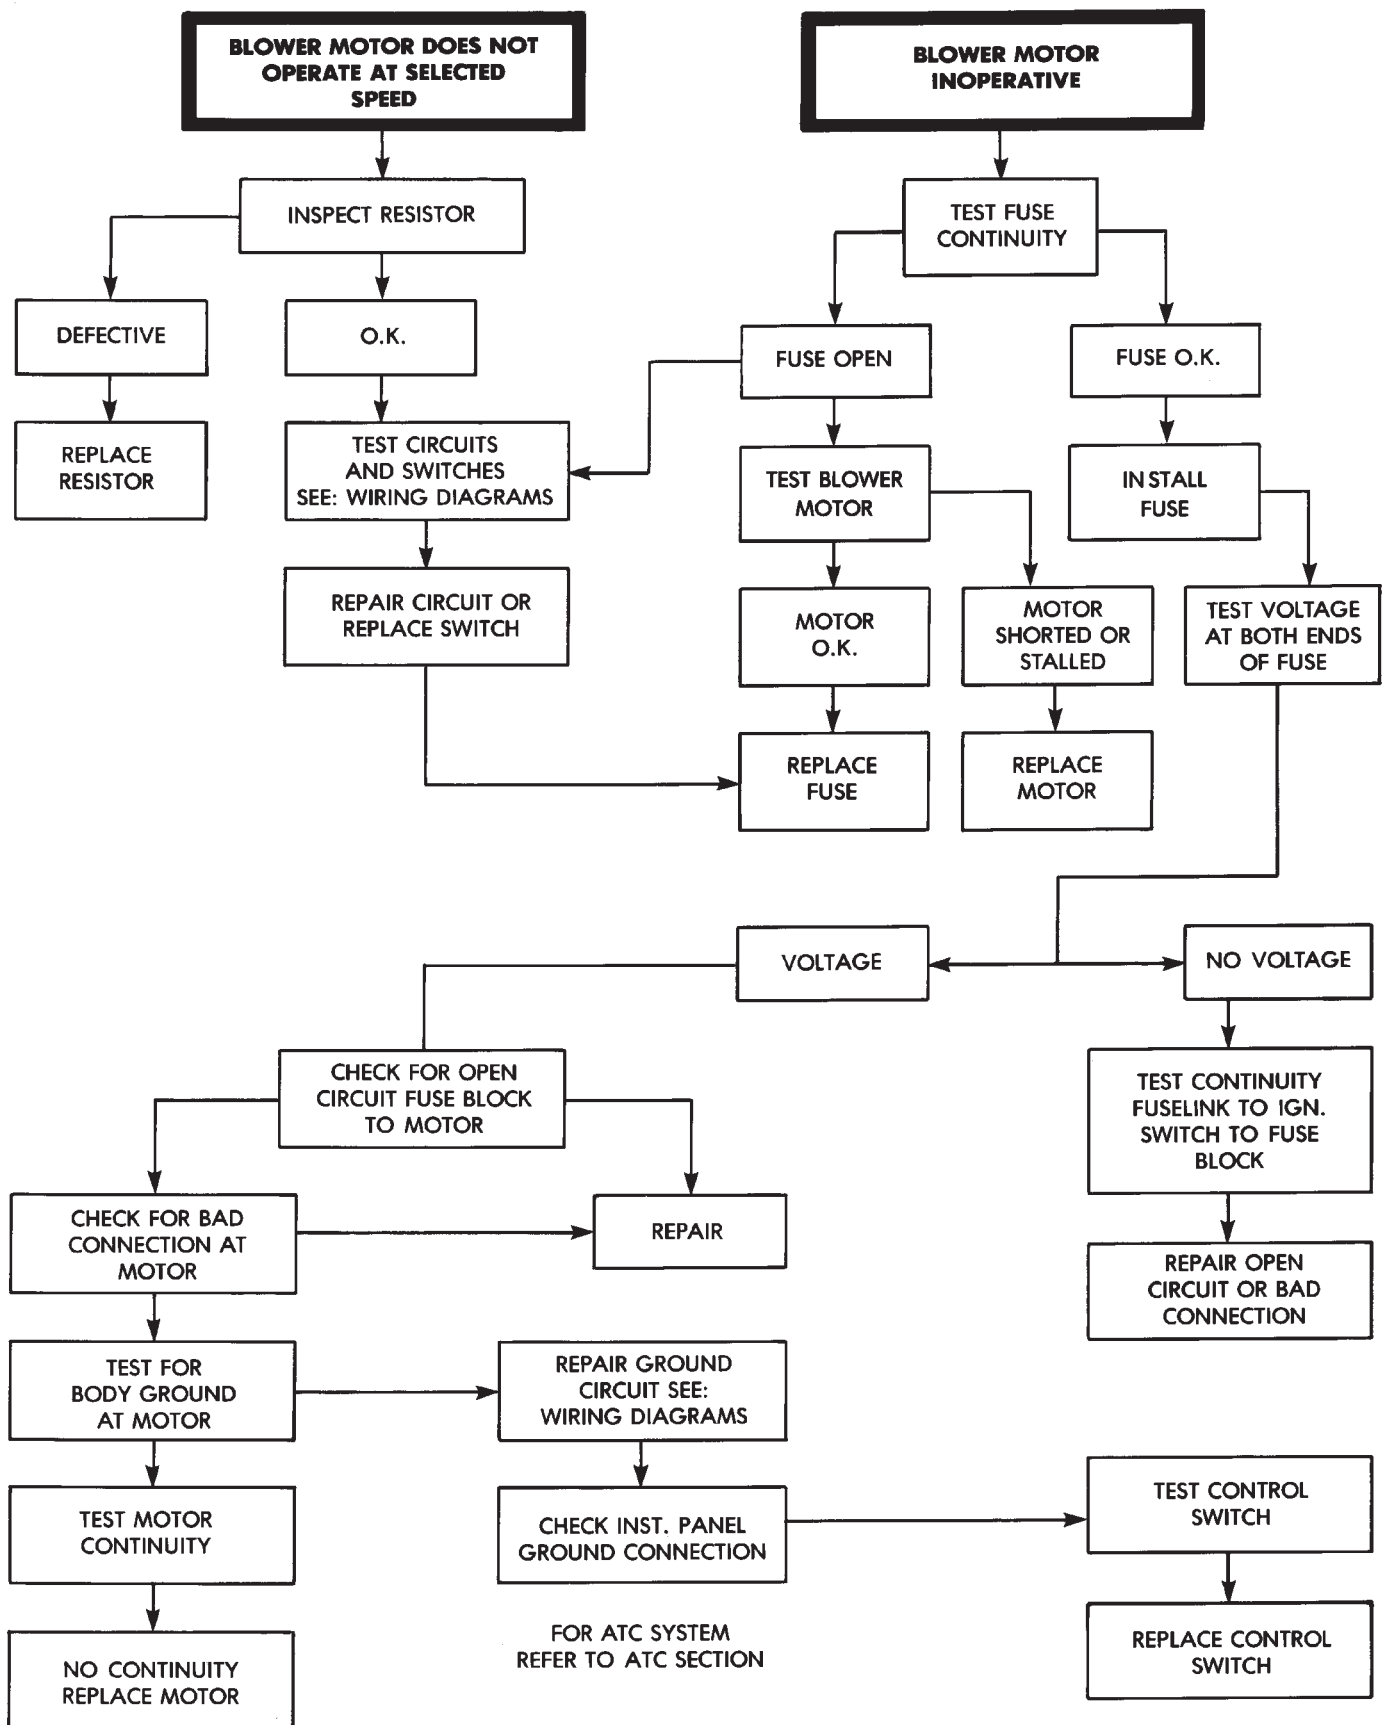 BLOWER MOTOR DOES NOT
OPERATE AT SELECTED
SPEED
BLOWER MOTOR
INOPERATIVE
INSPECT RESISTOR
TEST FUSE
CONTINUITY
DEFECTIVE
O.K.
FUSE OPEN
FUSE O.K.
REPLACE
RESISTOR
TEST CIRCUITS
AND SWITCHES
SEE: WIRING DIAGRAMS
TEST BLOWER
MOTOR
INSTALL
FUSE
REPAIR CIRCUIT OR
REPLACE SWITCH
MOTOR
O.K.
MOTOR
SHORTED OR
STALLED
TEST VOLTAGE
AT BOTH ENDS
OF FUSE
REPLACE
FUSE
REPLACE
MOTOR
VOLTAGE
NO VOLTAGE
CHECK FOR OPEN
CIRCUIT FUSE BLOCK
TO MOTOR
TEST CONTINUITY
FUSELINK TO IGN.
SWITCH TO FUSE
BLOCK
CHECK FOR BAD
CONNECTION AT
MOTOR
REPAIR
REPAIR OPEN
CIRCUIT OR BAD
CONNECTION
TEST FOR
BODY GROUND
AT MOTOR
REPAIR GROUND
CIRCUIT SEE:
WIRING DIAGRAMS
TEST MOTOR
CONTINUITY
CHECK INST. PANEL
GROUND CONNECTION
TEST CONTROL
SWITCH
NO CONTINUITY
REPLACE MOTOR
FOR ATC SYSTEM
REFER TO ATC SECTION
REPLACE CONTROL
SWITCH